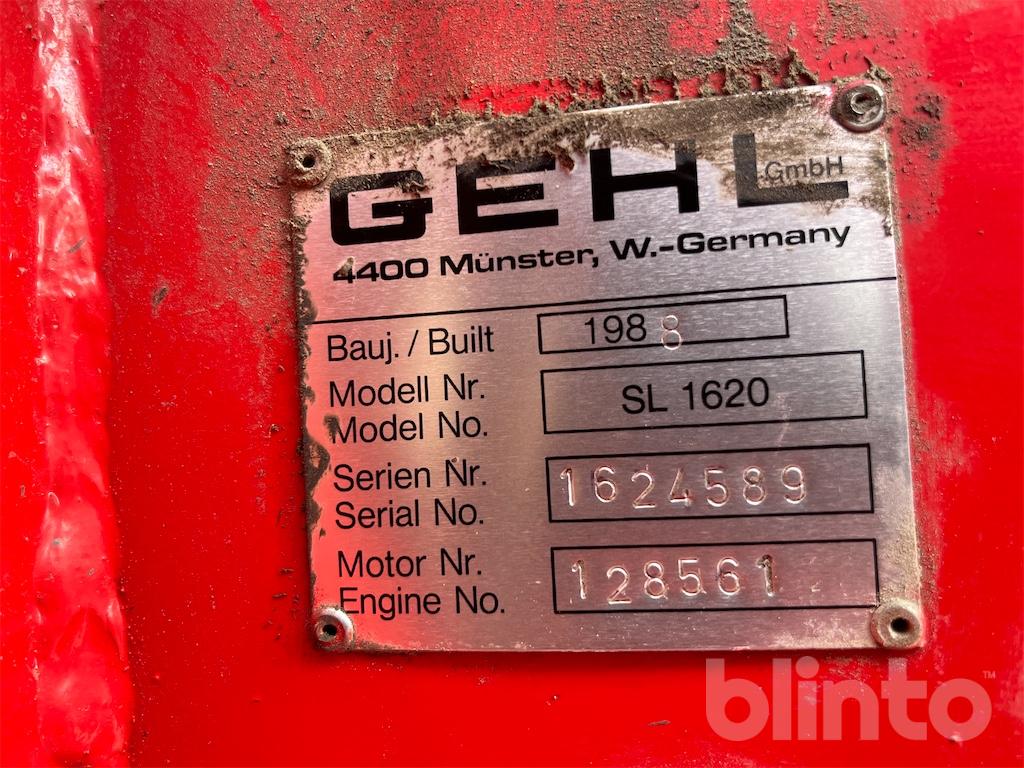 GEHL GmbH
4400 Münster, W.-Germany
Bauj. / Built 1988
Modell Nr.
Model No. SL 1620
Serien Nr.
Serial No. 1624589
Motor Nr.
Engine No. 128561
blinto™